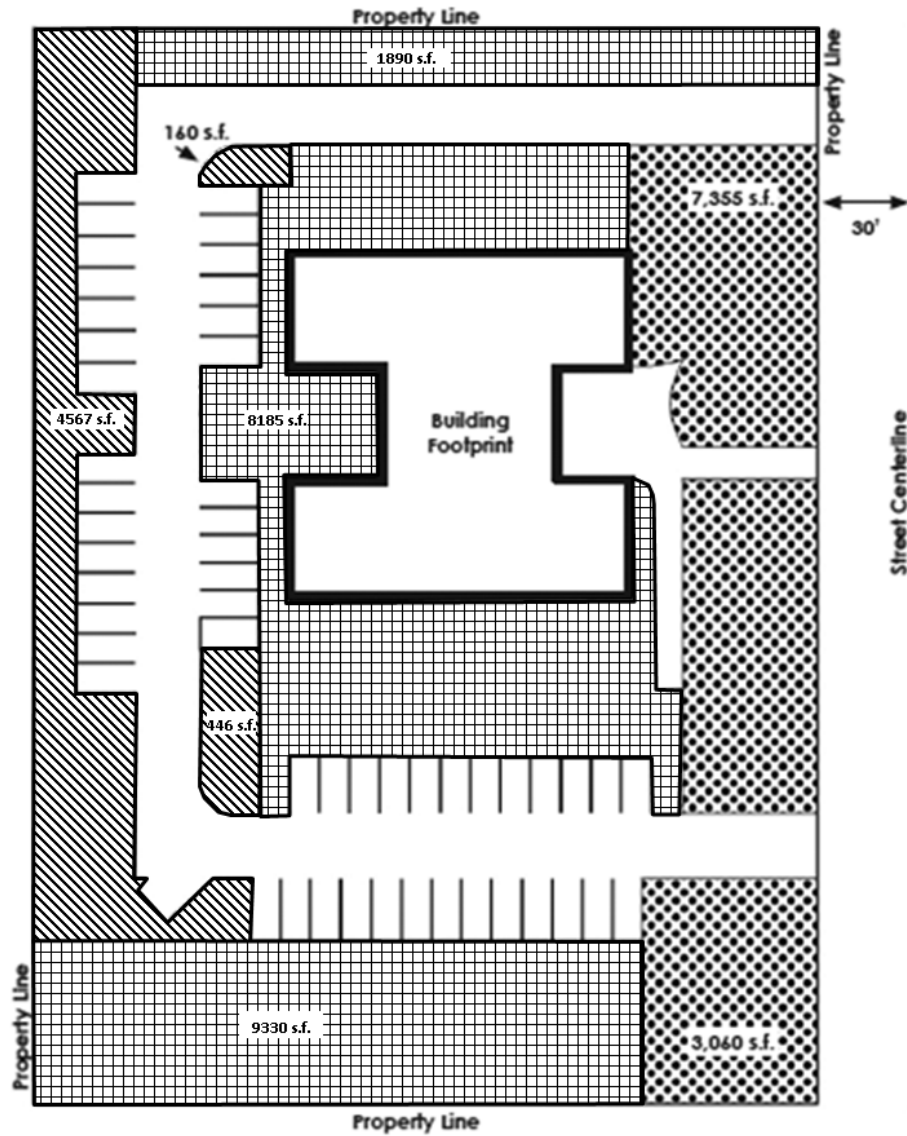 Property Line
1890 s.f.
Property Line
160 s.f.
7,355 s.f.
30'
4567 s.f.
8185 s.f.
Building
Footprint
Street Centerline
446 s.f.
Property Line
9330 s.f.
3,060 s.f.
Property Line